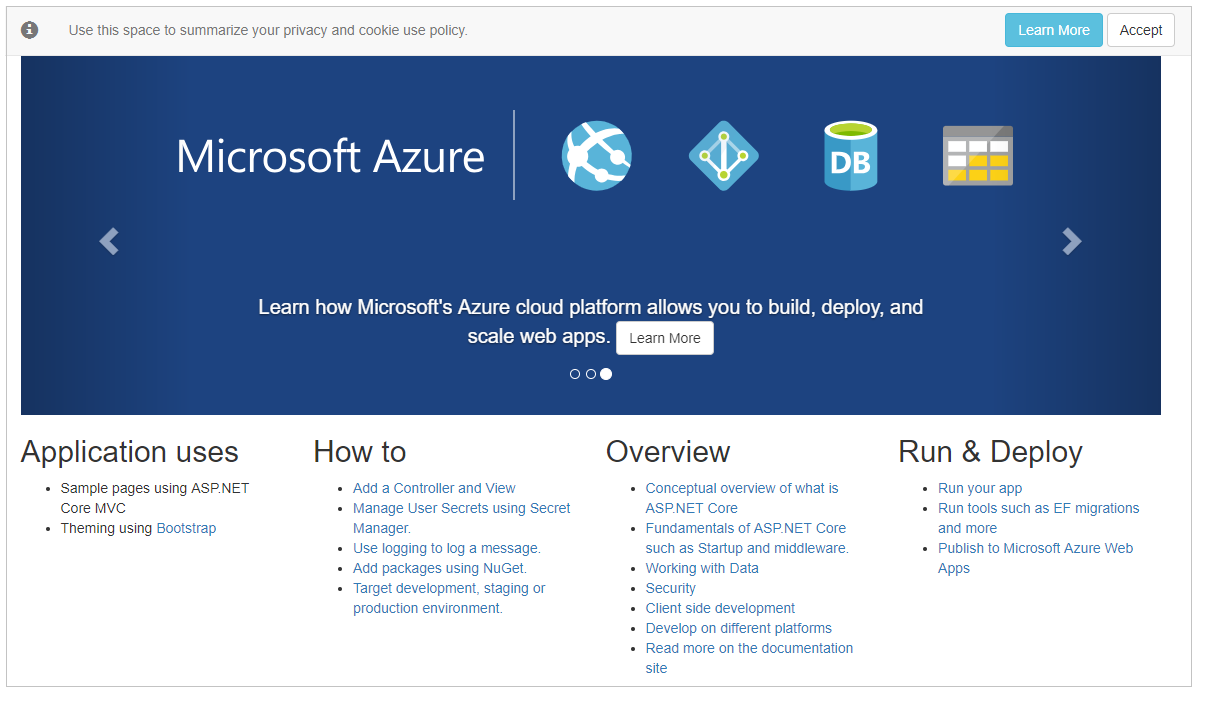 Use this space to summarize your privacy and cookie use policy.
Learn More
Accept
Microsoft Azure
DB
Learn how Microsoft's Azure cloud platform allows you to build, deploy, and
scale web apps. Learn More
Application uses
Sample pages using ASP.NET
Core MVC
Theming using Bootstrap
How to
Add a Controller and View
Manage User Secrets using Secret
Manager.
Use logging to log a message.
Add packages using NuGet.
Target development, staging or
production environment.
Overview
Conceptual overview of what is
ASP.NET Core
Fundamentals of ASP.NET Core
such as Startup and middleware.
Working with Data
Security
Client side development
Develop on different platforms
Read more on the documentation
site
Run & Deploy
Run your app
Run tools such as EF migrations
and more
Publish to Microsoft Azure Web
Apps